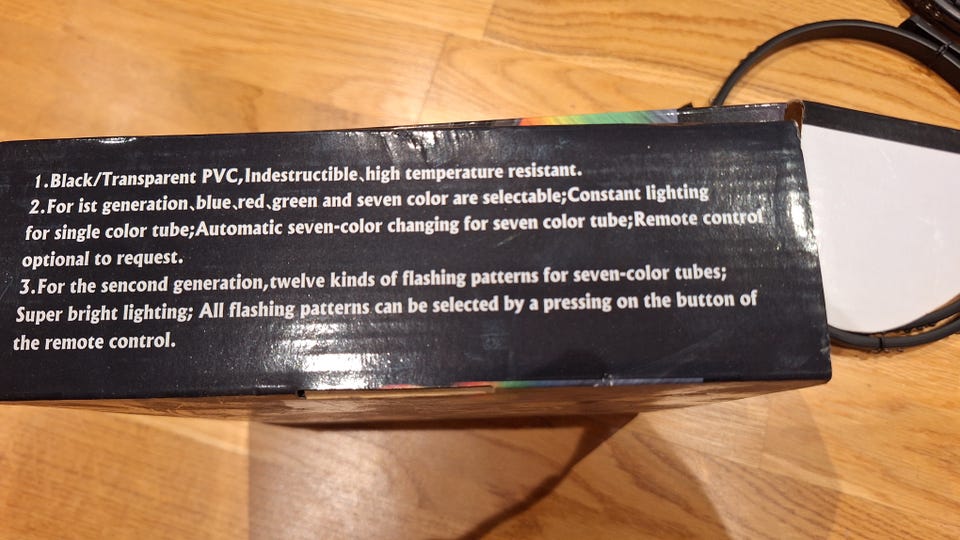 1.Black/Transparent PVC,Indestructible、high temperature resistant.
2.For ist generation、blue、red、green and seven color are selectable;Constant lighting
for single color tube;Automatic seven-color changing for seven color tube;Remote control
optional to request.
3.For the sencond generation,twelve kinds of flashing patterns for seven-color tubes;
Super bright lighting; All flashing patterns can be selected by a pressing on the button of
the remote control.